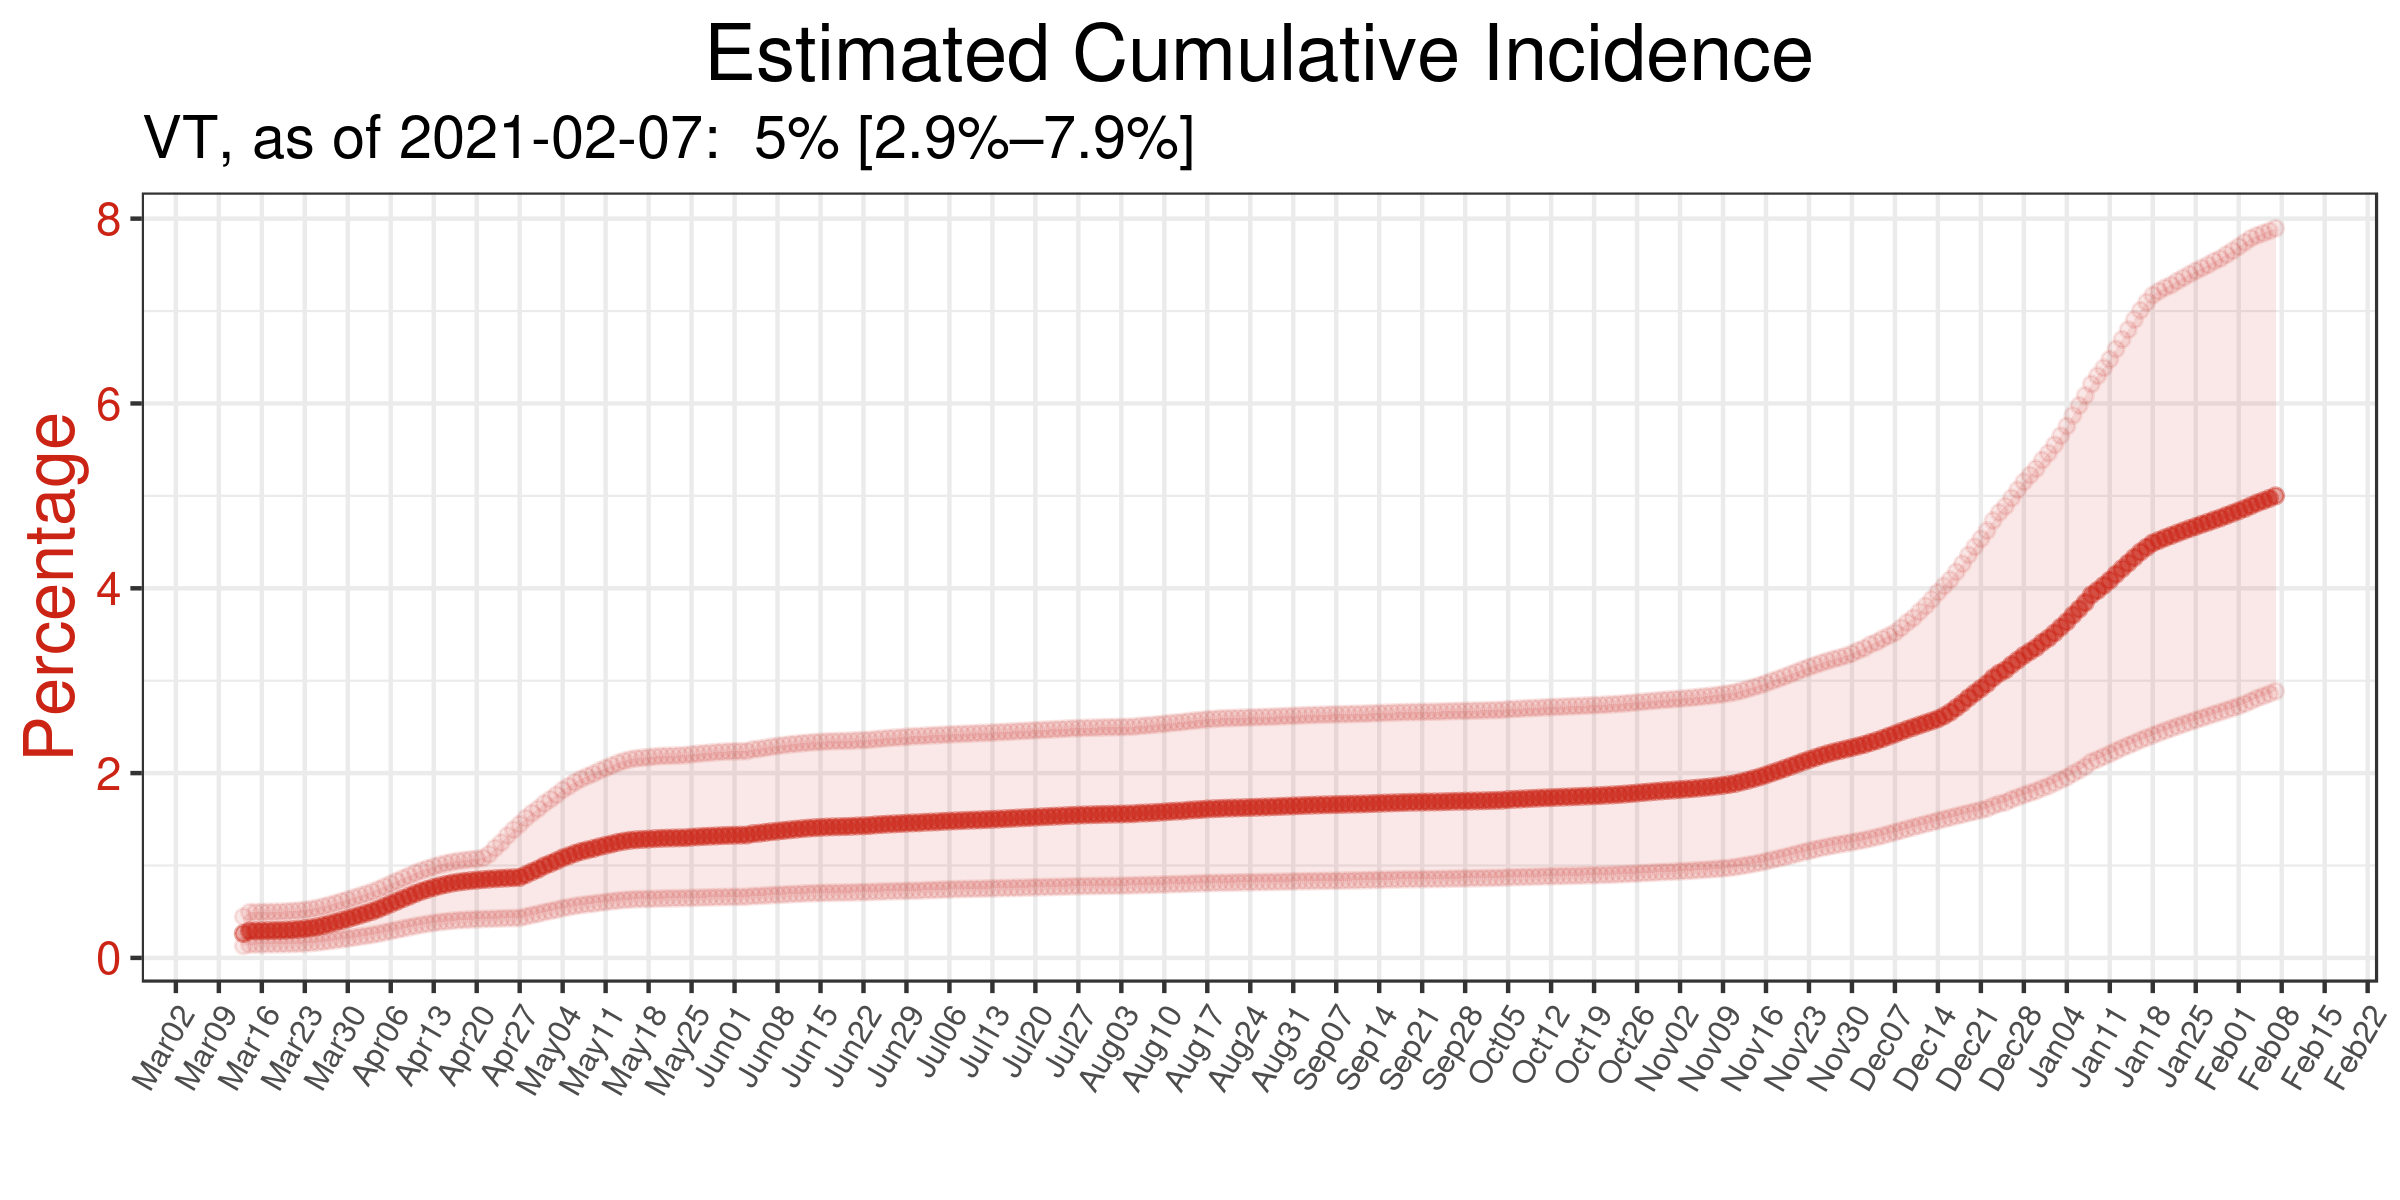 Estimated Cumulative Incidence
VT, as of 2021-02-07:  5% [2.9%–7.9%]
Percentage
8
6
4
2
0
Mar02
Mar09
Mar16
Mar23
Mar30
Apr06
Apr13
Apr20
Apr27
May04
May11
May18
May25
Jun01
Jun08
Jun15
Jun22
Jun29
Jul06
Jul13
Jul20
Jul27
Aug03
Aug10
Aug17
Aug24
Aug31
Sep07
Sep14
Sep21
Sep28
Oct05
Oct12
Oct19
Oct26
Nov02
Nov09
Nov16
Nov23
Nov30
Dec07
Dec14
Dec21
Dec28
Jan04
Jan11
Jan18
Jan25
Feb01
Feb08
Feb15
Feb22